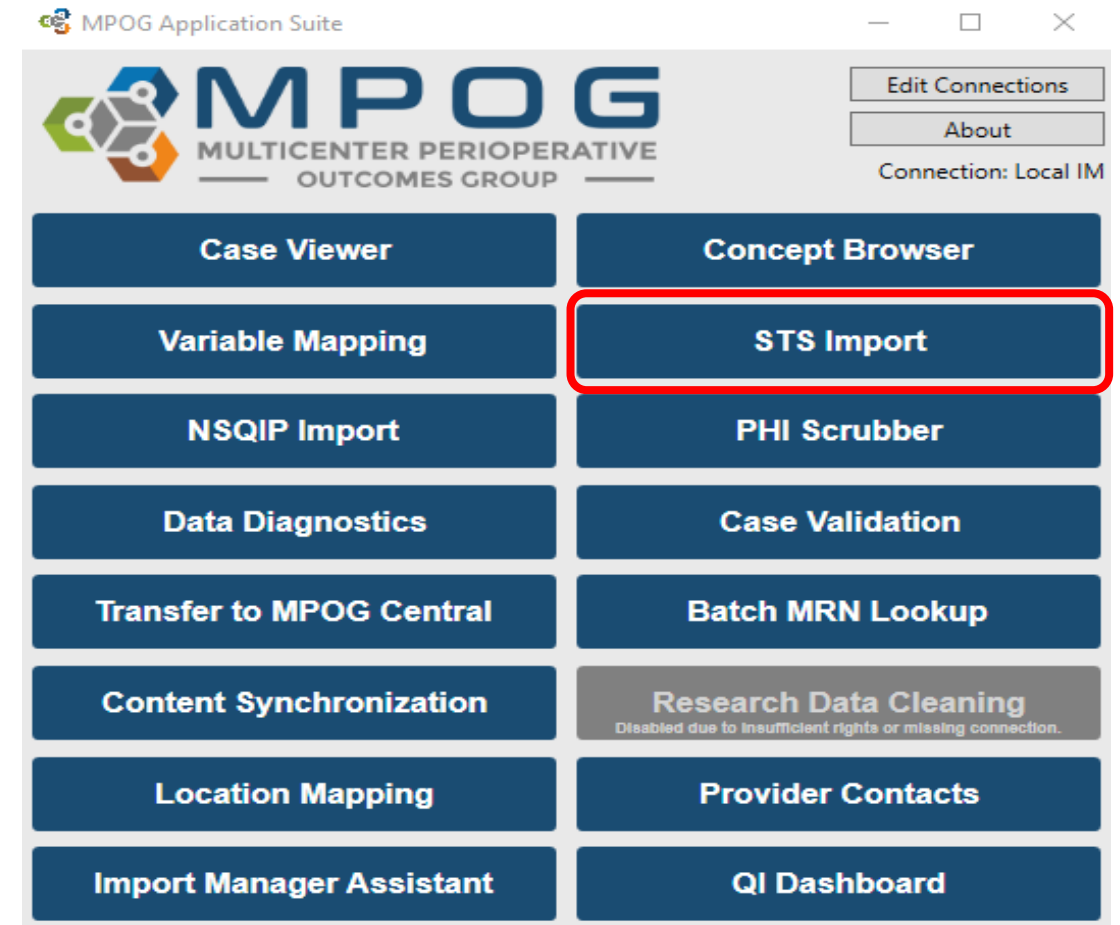 MPOG Application Suite
MPOG
MULTICENTER PERIOPERATIVE
OUTCOMES GROUP
Edit Connections
About
Connection: Local IM
Case Viewer
Concept Browser
Variable Mapping
STS Import
NSQIP Import
PHI Scrubber
Data Diagnostics
Case Validation
Transfer to MPOG Central
Batch MRN Lookup
Content Synchronization
Research Data Cleaning
Disabled due to insufficient rights or missing connection.
Location Mapping
Provider Contacts
Import Manager Assistant
QI Dashboard